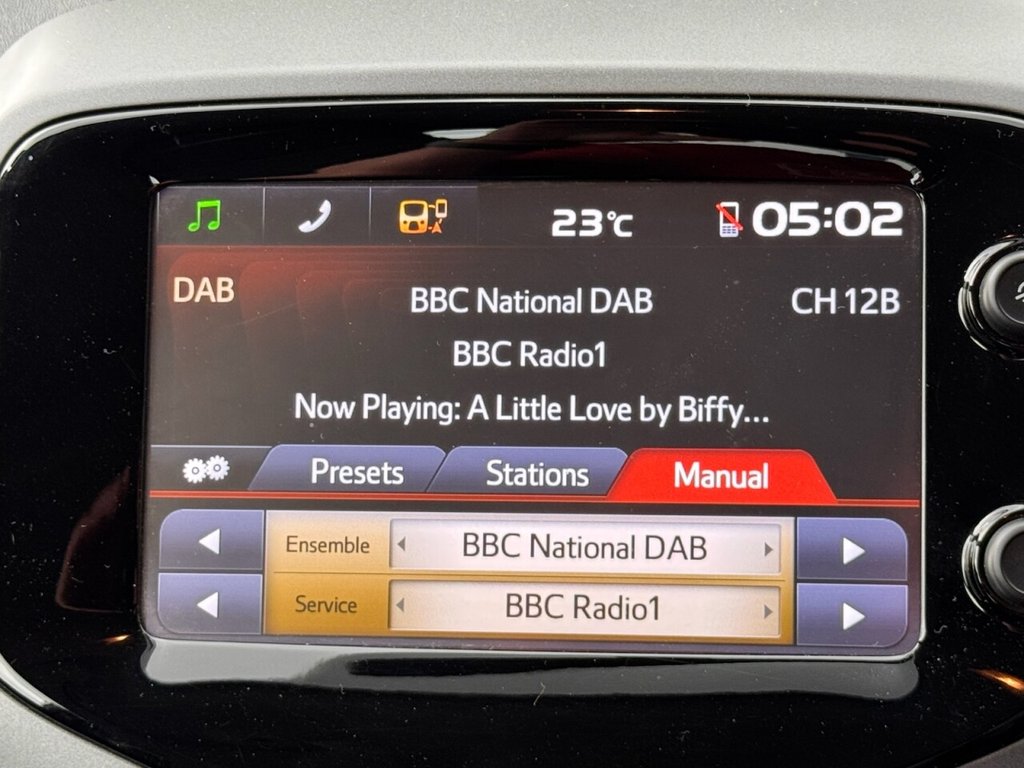 23°C 05:02
DAB BBC National DAB CH 12B
BBC Radio1
Now Playing: A Little Love by Biffy...
Presets Stations Manual
Ensemble BBC National DAB
Service BBC Radio1